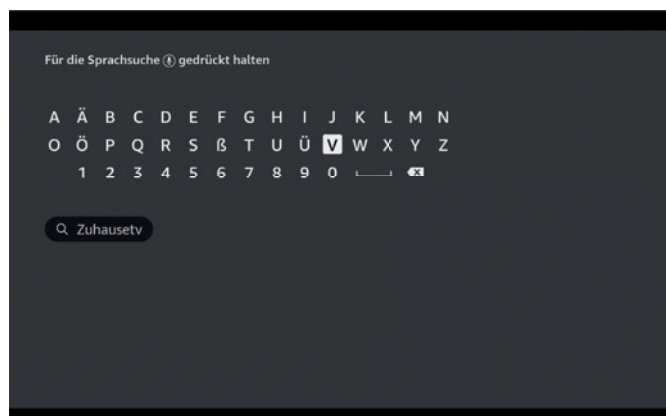 Für die Sprachsuche gedrückt halten
A Ä B C D E F G H I J K L M N
O Ö P Q R S ß T U Ü V W X Y Z
1 2 3 4 5 6 7 8 9 0
Zuhausetv